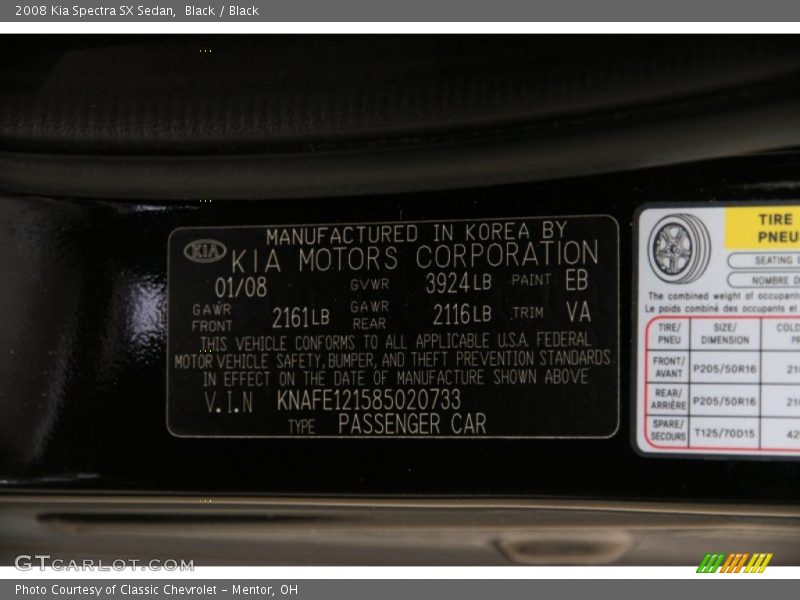 2008 Kia Spectra SX Sedan, Black / Black
KIA
MANUFACTURED IN KOREA BY
KIA MOTORS CORPORATION
01/08 GVWR 3924LB PAINT EB
GAWR FRONT 2161LB GAWR REAR 2116LB TRIM VA
THIS VEHICLE CONFORMS TO ALL APPLICABLE U.S.A. FEDERAL
MOTOR VEHICLE SAFETY, BUMPER, AND THEFT PREVENTION STANDARDS
IN EFFECT ON THE DATE OF MANUFACTURE SHOWN ABOVE
V.I.N KNAFE121585020733
TYPE PASSENGER CAR
TIRE
PNEU
SEATING
NOMBRE
The combined weight of occupants
Le poids combiné des occupants et
TIRE/ PNEU SIZE/ DIMENSION COLD
FRONT/ AVANT P205/50R16
REAR/ ARRIÈRE P205/50R16
SPARE/ SECOURS T125/70D15
GTCARLOT.COM
Photo Courtesy of Classic Chevrolet - Mentor, OH